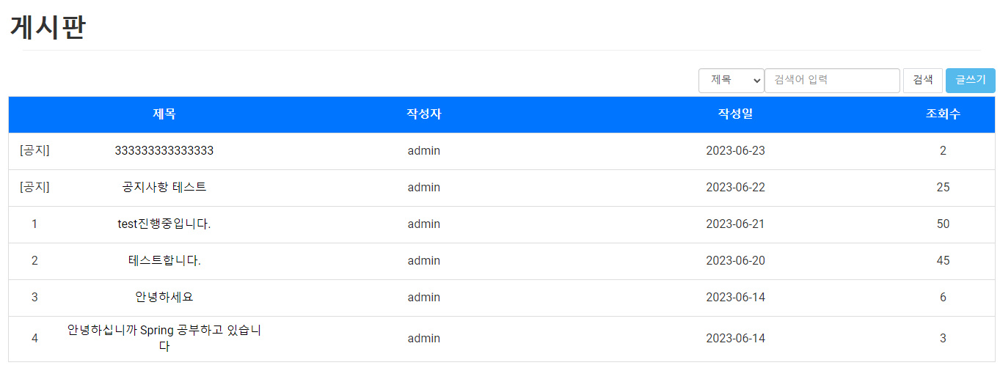 게시판
제목 검색어 입력 검색 글쓰기
제목 작성자 작성일 조회수
[공지] 333333333333333 admin 2023-06-23 2
[공지] 공지사항 테스트 admin 2023-06-22 25
1 test진행중입니다. admin 2023-06-21 50
2 테스트합니다. admin 2023-06-20 45
3 안녕하세요 admin 2023-06-14 6
4 안녕하십니까 Spring 공부하고 있습니
다 admin 2023-06-14 3